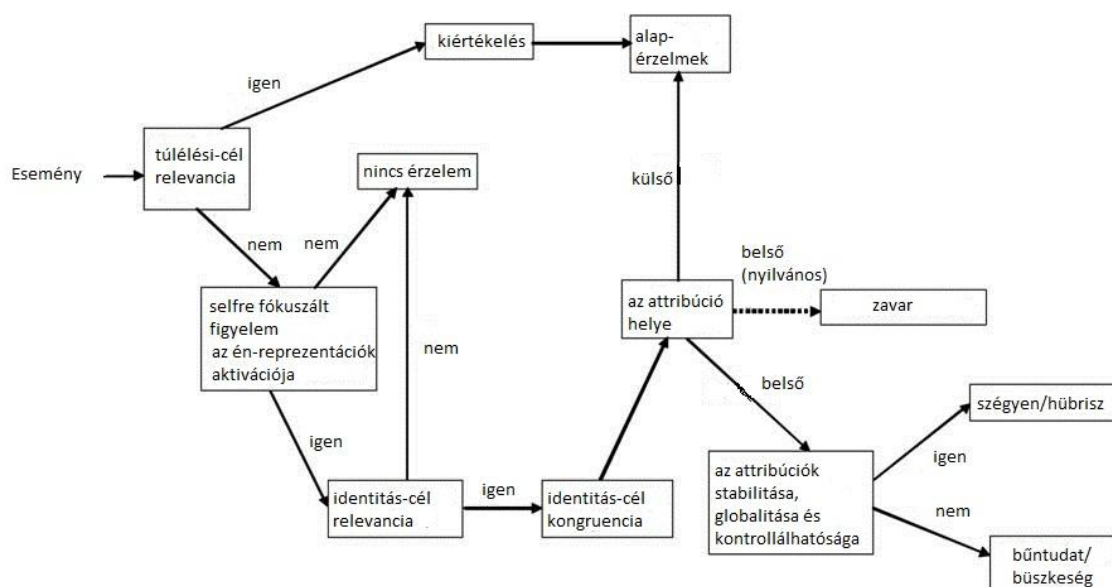 kiértékelés
alap-
érzelmek
igen
Esemény
túlélési-cél
relevancia
nincs érzelem
külső
nem
nem
belső
(nyilvános)
selfre fókuszált
figyelem
az én-reprezentációk
aktivációja
az attribúció
helye
zavar
nem
belső
igen
szégyen/hübrisz
igen
identitás-cél
relevancia
igen
identitás-cél
kongruencia
az attribúciók
stabilitása,
globalitása és
kontrollálhatósága
nem
bűntudat/
büszkeség